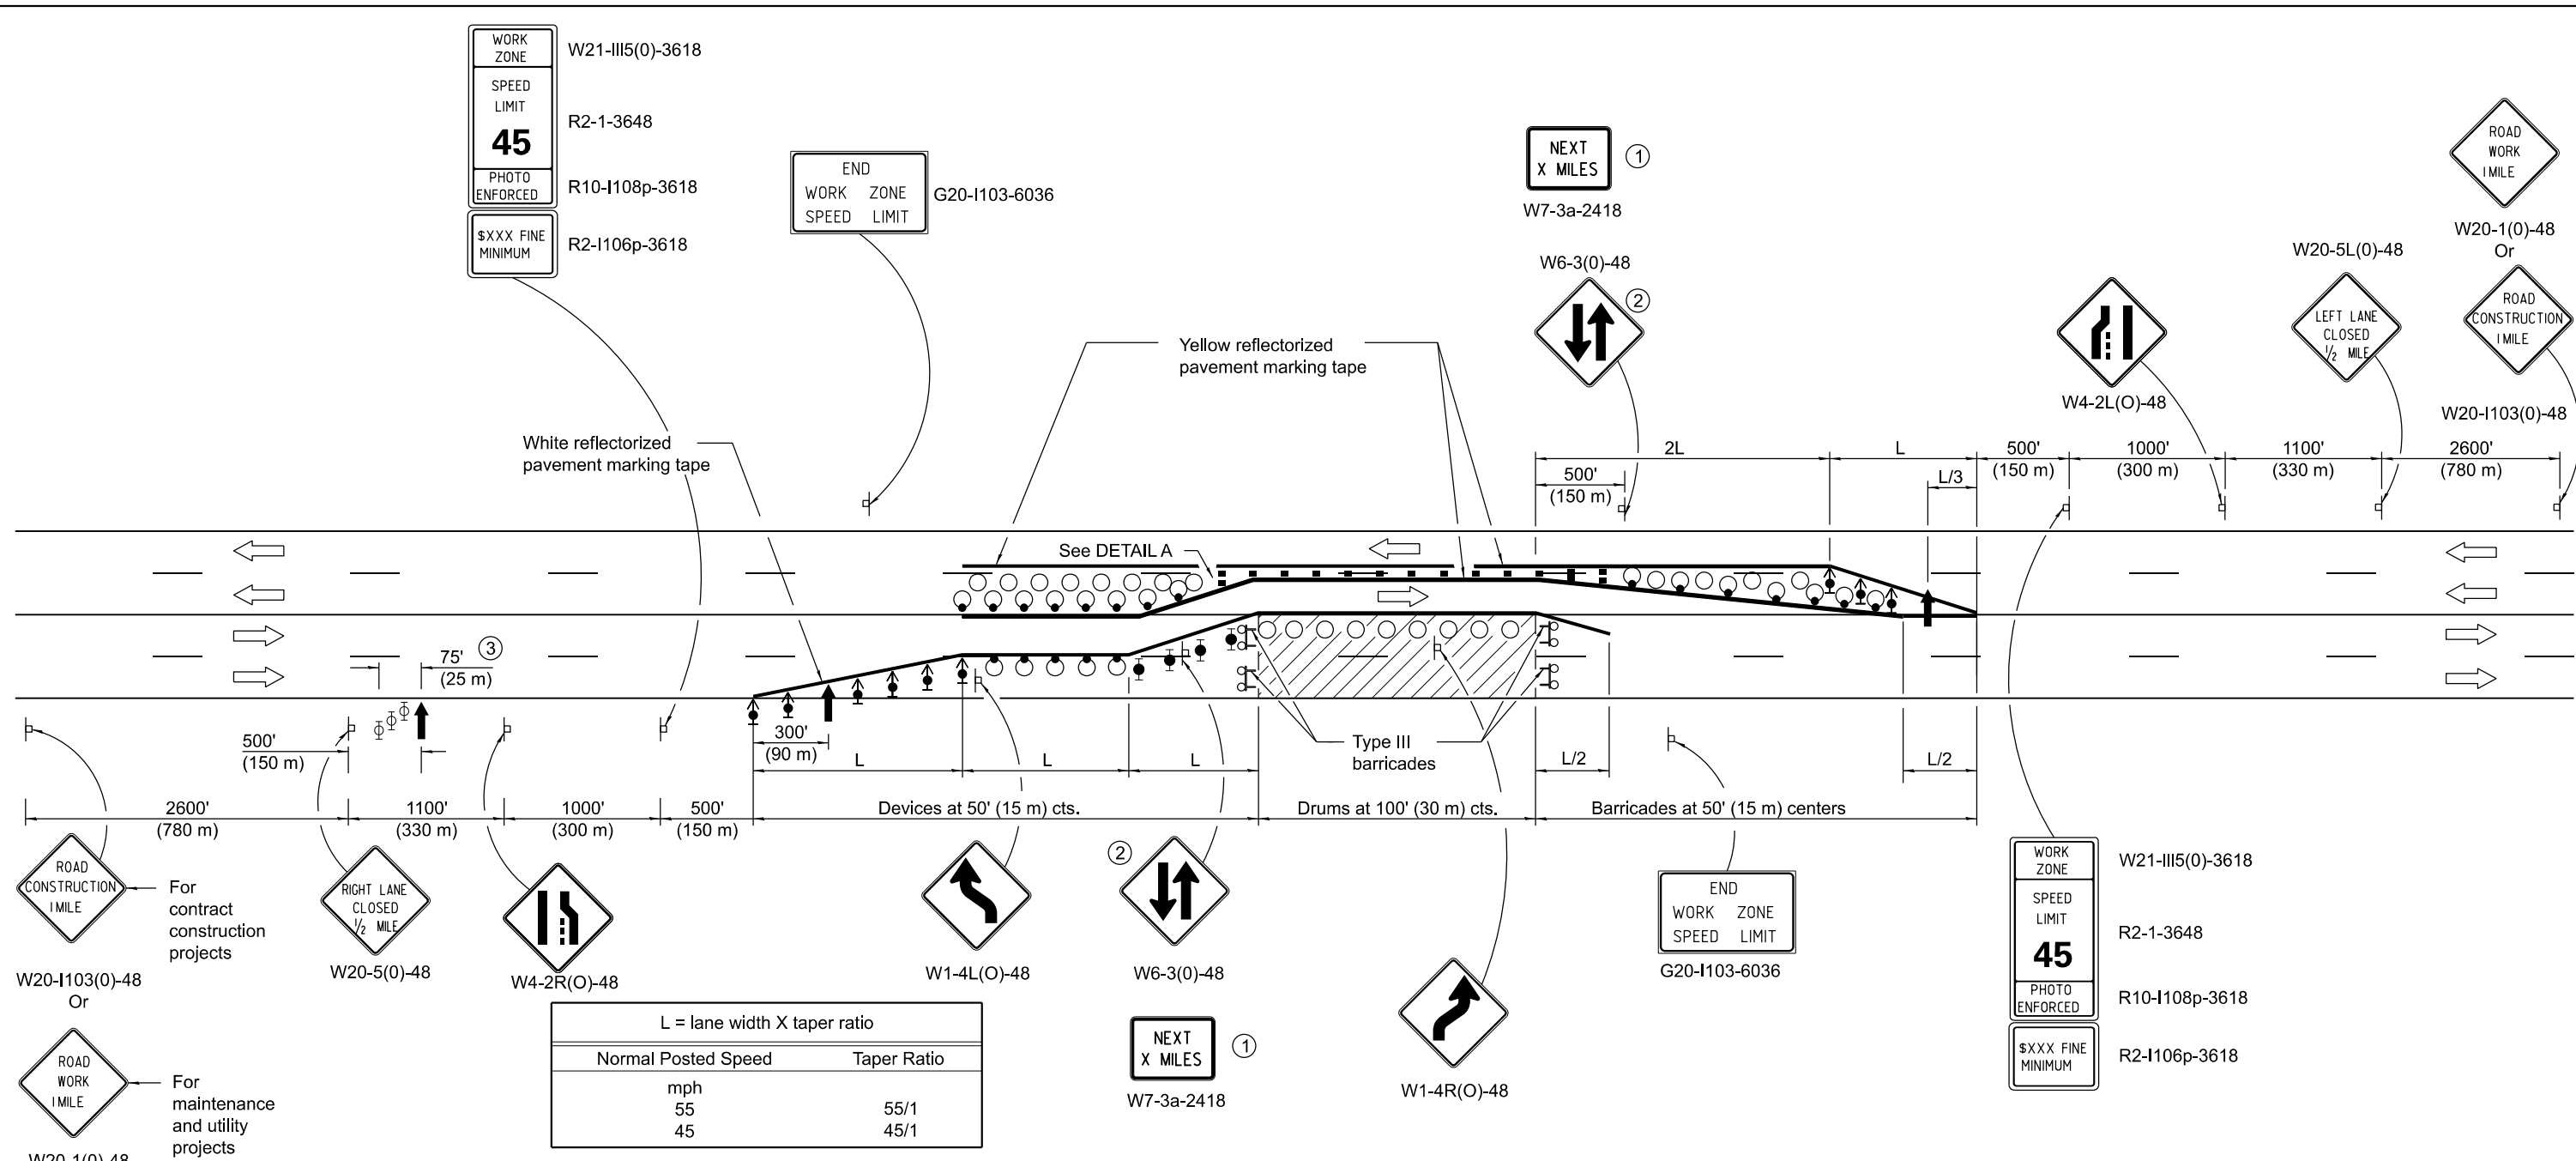 WORK
ZONE
W21-III5(0)-3618
SPEED
LIMIT
45
R2-1-3648
PHOTO
ENFORCED
R10-I108p-3618
$XXX FINE
MINIMUM
R2-I106p-3618
END
WORK ZONE
SPEED LIMIT
G20-I103-6036
NEXT
X MILES
1
W7-3a-2418
W6-3(0)-48
2
ROAD
WORK
I MILE
W20-1(0)-48
Or
ROAD
CONSTRUCTION
I MILE
W20-I103(0)-48
W20-5L(0)-48
LEFT LANE
CLOSED
1/2 MILE
W4-2L(O)-48
Yellow reflectorized
pavement marking tape
White reflectorized
pavement marking tape
2L
L
500'
(150 m)
1000'
(300 m)
1100'
(330 m)
2600'
(780 m)
500'
(150 m)
L/3
See DETAIL A
75'
(25 m)
3
500'
(150 m)
300'
(90 m)
L
L
L
Type III
barricades
L/2
L/2
2600'
(780 m)
1100'
(330 m)
1000'
(300 m)
500'
(150 m)
Devices at 50' (15 m) cts.
Drums at 100' (30 m) cts.
Barricades at 50' (15 m) centers
ROAD
CONSTRUCTION
I MILE
For
contract
construction
projects
W20-I103(0)-48
Or
ROAD
WORK
I MILE
For
maintenance
and utility
projects
W20-1(0)-48
RIGHT LANE
CLOSED
1/2 MILE
W20-5(0)-48
W4-2R(O)-48
W1-4L(O)-48
2
W6-3(0)-48
NEXT
X MILES
1
W7-3a-2418
W1-4R(O)-48
END
WORK ZONE
SPEED LIMIT
G20-I103-6036
WORK
ZONE
W21-III5(0)-3618
SPEED
LIMIT
45
R2-1-3648
PHOTO
ENFORCED
R10-I108p-3618
$XXX FINE
MINIMUM
R2-I106p-3618
L = lane width X taper ratio
Normal Posted Speed Taper Ratio
mph
55 55/1
45 45/1